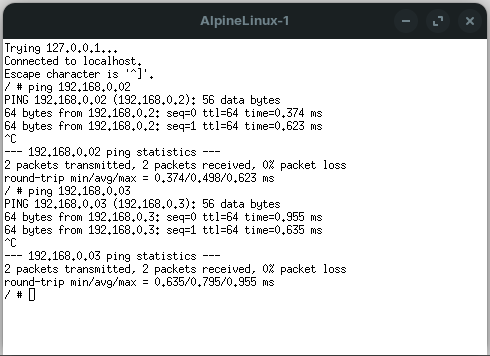 AlpineLinux-1
Trying 127.0.0.1...
Connected to localhost.
Escape character is '^]'.
/ # ping 192.168.0.02
PING 192.168.0.02 (192.168.0.2): 56 data bytes
64 bytes from 192.168.0.2: seq=0 ttl=64 time=0.374 ms
64 bytes from 192.168.0.2: seq=1 ttl=64 time=0.623 ms
^C
--- 192.168.0.02 ping statistics ---
2 packets transmitted, 2 packets received, 0% packet loss
round-trip min/avg/max = 0.374/0.498/0.623 ms
/ # ping 192.168.0.03
PING 192.168.0.03 (192.168.0.3): 56 data bytes
64 bytes from 192.168.0.3: seq=0 ttl=64 time=0.955 ms
64 bytes from 192.168.0.3: seq=1 ttl=64 time=0.635 ms
^C
--- 192.168.0.03 ping statistics ---
2 packets transmitted, 2 packets received, 0% packet loss
round-trip min/avg/max = 0.635/0.795/0.955 ms
/ #